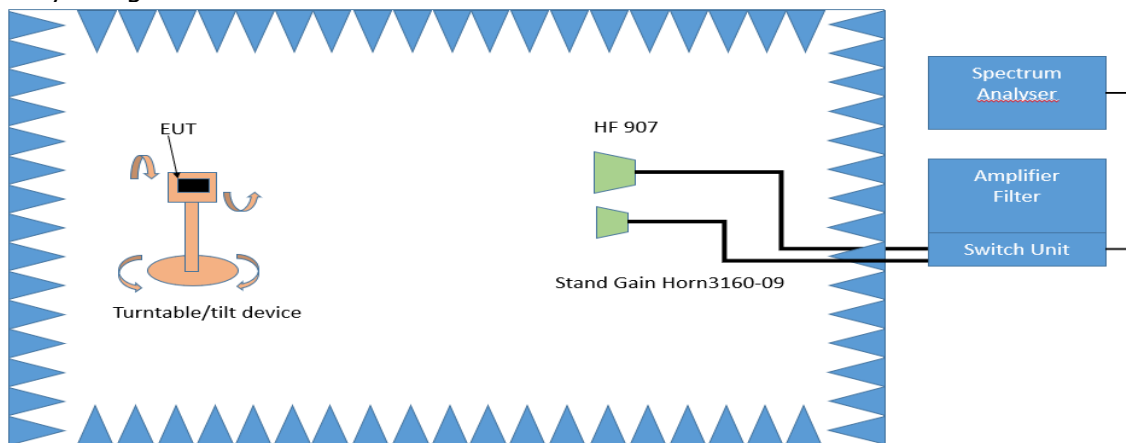 Spectrum
Analyser
EUT
HF 907
Amplifier
Filter
Switch Unit
Stand Gain Horn3160-09
Turntable/tilt device